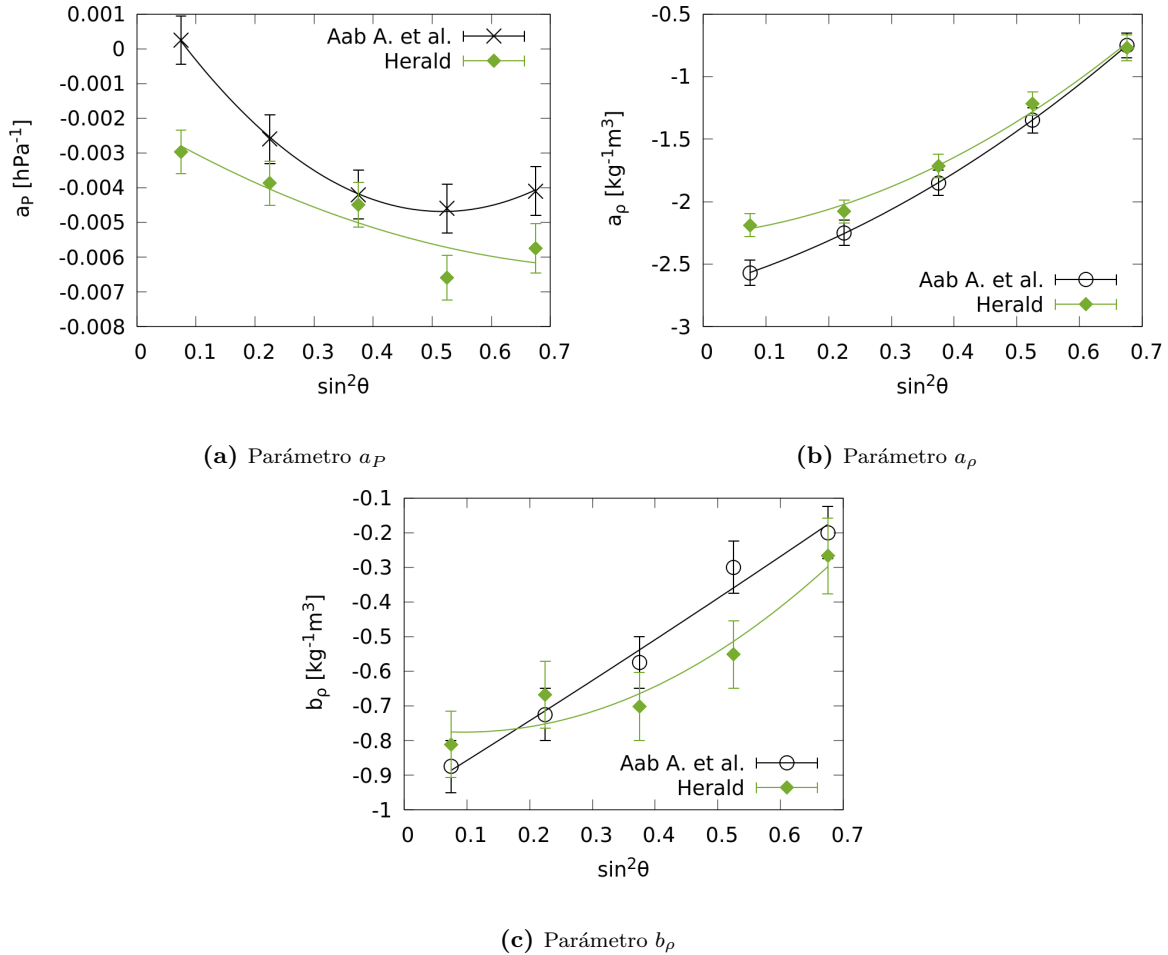 0.001
0
-0.001
-0.002
-0.003
-0.004
-0.005
-0.006
-0.007
-0.008
aP [hPa-1]
0 0.1 0.2 0.3 0.4 0.5 0.6 0.7
sin2θ
Aab A. et al.
Herald
(a) Parámetro aP
-0.5
-1
-1.5
-2
-2.5
-3
aρ [kg-1m3]
0 0.1 0.2 0.3 0.4 0.5 0.6 0.7
sin2θ
Aab A. et al.
Herald
(b) Parámetro aρ
-0.1
-0.2
-0.3
-0.4
-0.5
-0.6
-0.7
-0.8
-0.9
-1
bρ [kg-1m3]
0 0.1 0.2 0.3 0.4 0.5 0.6 0.7
sin2θ
Aab A. et al.
Herald
(c) Parámetro bρ